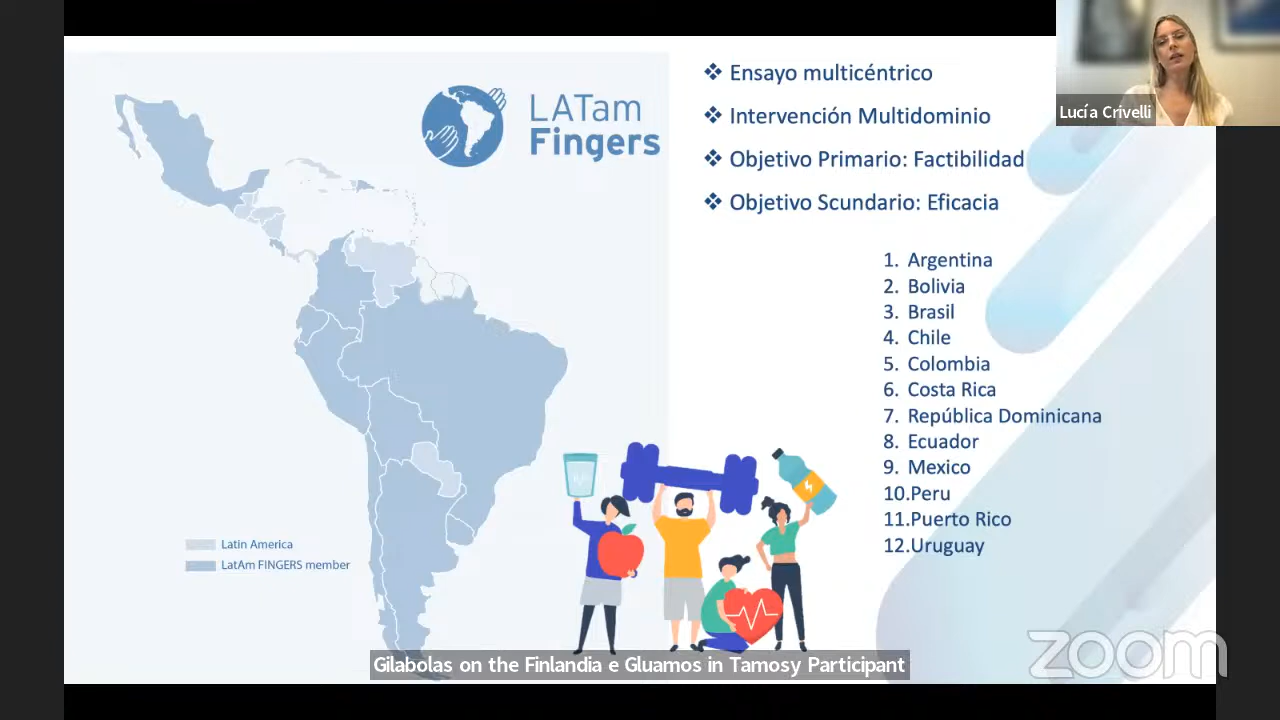 LATam
Fingers
Ensayo multicéntrico
Intervención Multidominio
Objetivo Primario: Factibilidad
Objetivo Scundario: Eficacia
Lucía Crivelli
1. Argentina
2. Bolivia
3. Brasil
4. Chile
5. Colombia
6. Costa Rica
7. República Dominicana
8. Ecuador
9. Mexico
10.Peru
11.Puerto Rico
12.Uruguay
Latin America
LatAm FINGERS member
Gilabolas on the Finlandia e Gluamos in Tamosy Participant
zoom